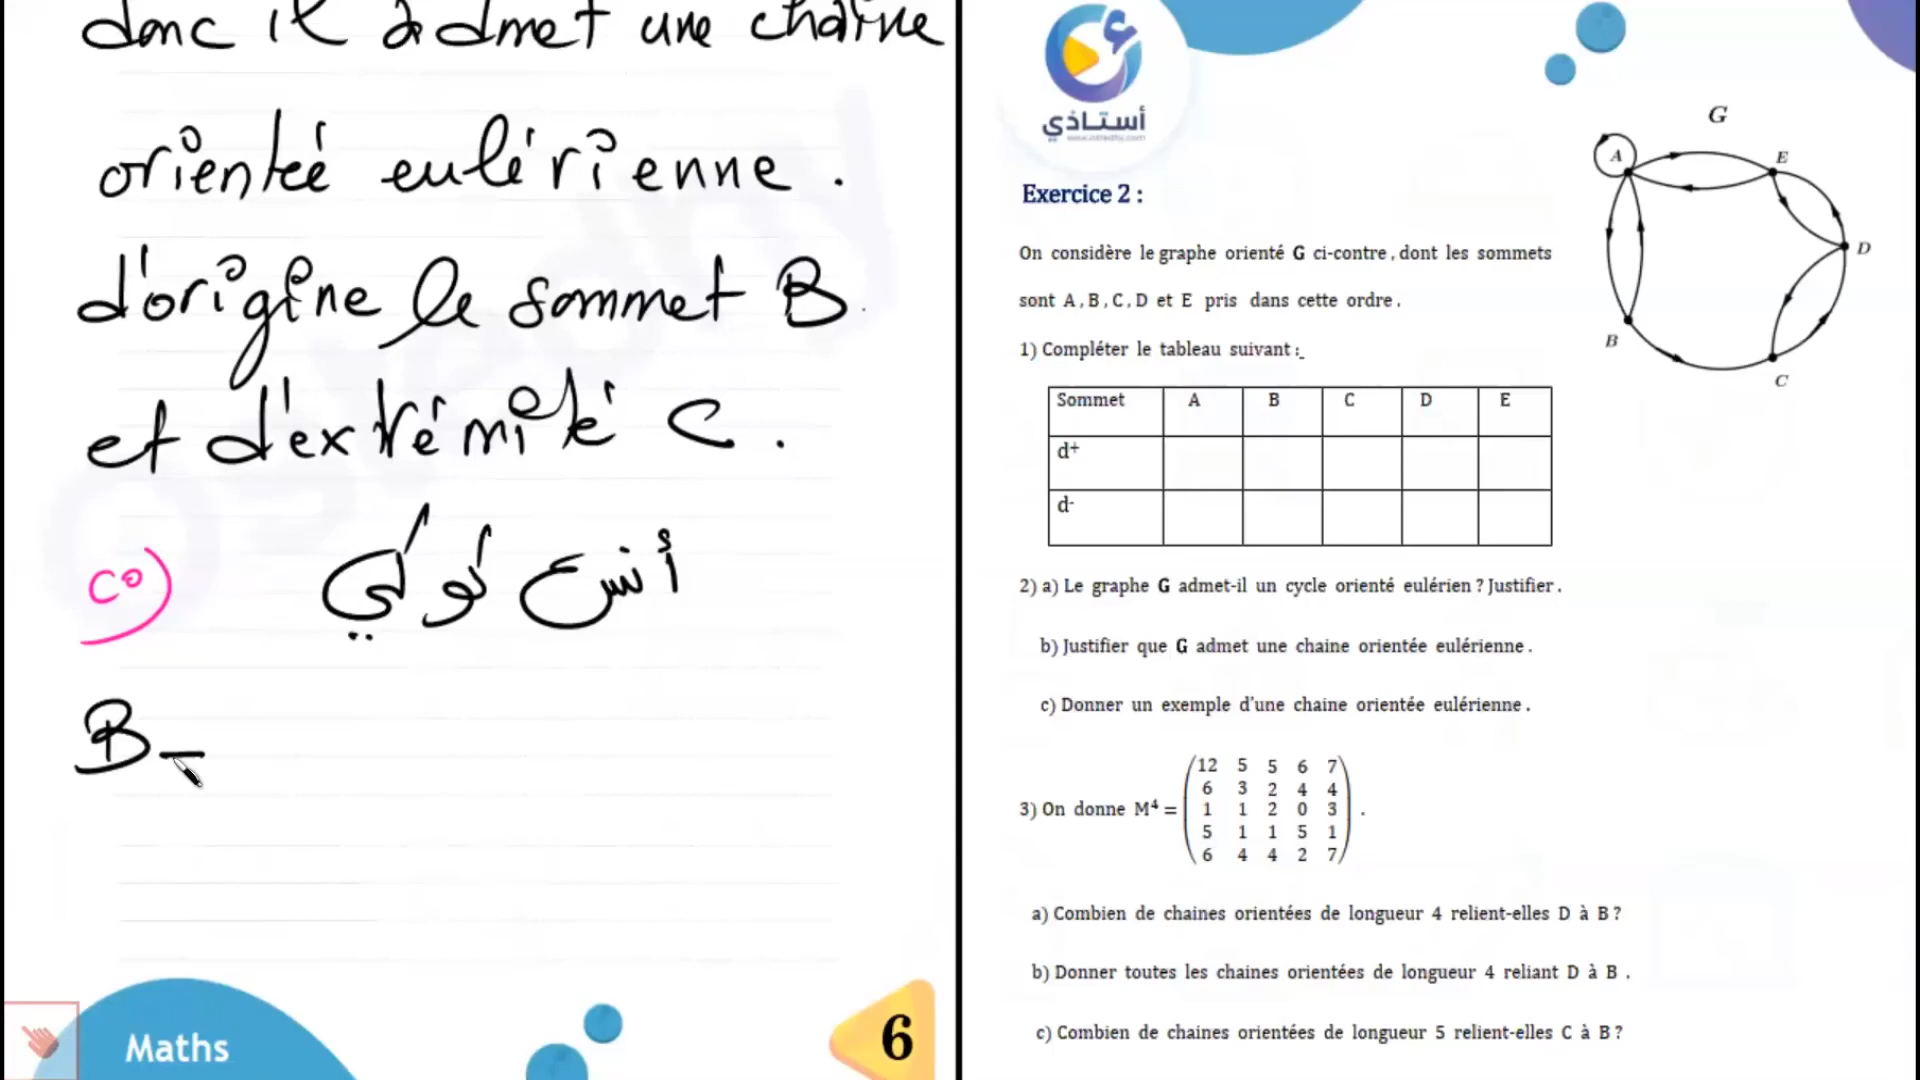 donc il admet une chaîne
orientée eulérienne .
d'origine le sommet B
et d'extrémité C .
c)
B –
Maths
6
أستاذي
Exercice 2 :
On considère le graphe orienté G ci-contre , dont les sommets
sont A , B , C , D et E pris dans cette ordre .
1) Compléter le tableau suivant :
Sommet A B C D E
d⁺
d⁻
2) a) Le graphe G admet-il un cycle orienté eulérien ? Justifier .
b) Justifier que G admet une chaine orientée eulérienne .
c) Donner un exemple d'une chaine orientée eulérienne .
3) On donne M⁴ =
12 5 5 6 7
6 3 2 4 4
1 1 2 0 3
5 1 1 5 1
6 4 4 2 7
.
a) Combien de chaines orientées de longueur 4 relient-elles D à B ?
b) Donner toutes les chaines orientées de longueur 4 reliant D à B .
c) Combien de chaines orientées de longueur 5 relient-elles C à B ?
G
A
E
D
B
C